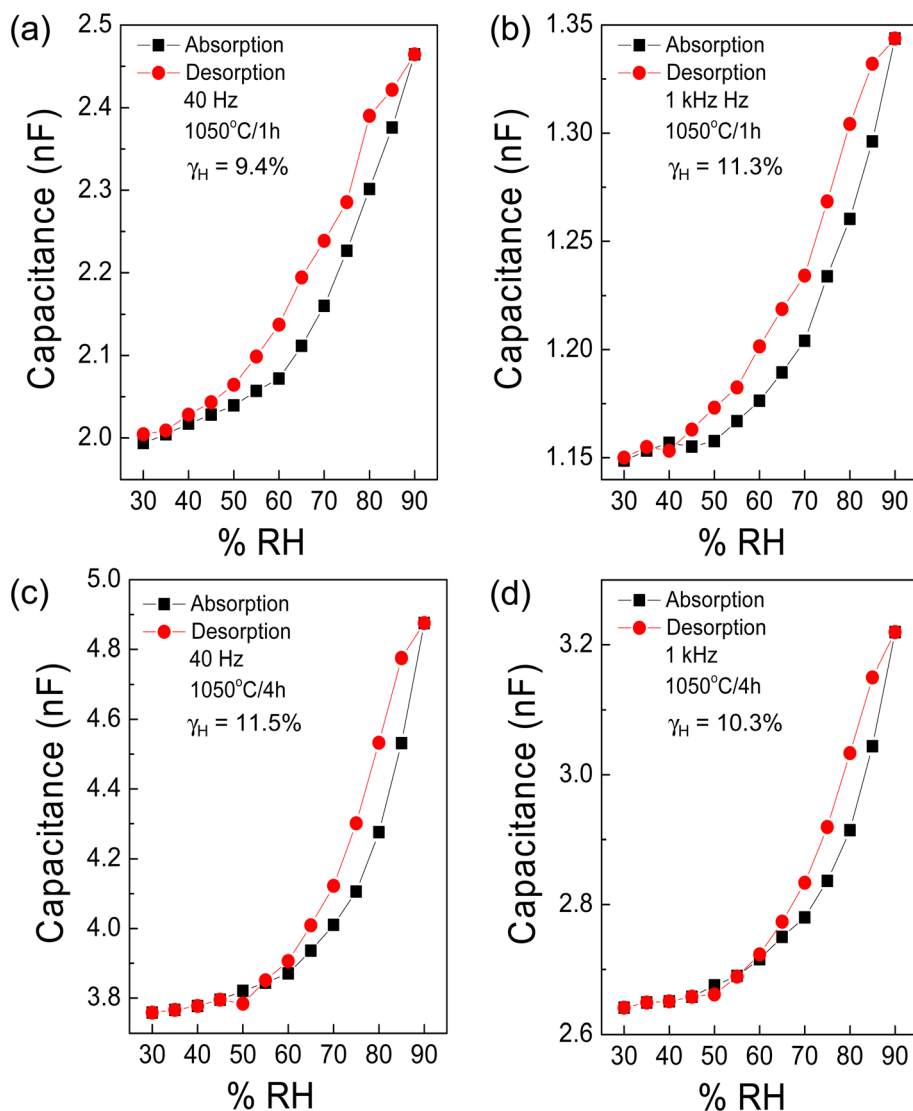 (a)
Absorption
Desorption
40 Hz
1050°C/1h
γH = 9.4%
2.5
2.4
2.3
2.2
2.1
2.0
Capacitance (nF)
30 40 50 60 70 80 90
% RH
(b)
Absorption
Desorption
1 kHz Hz
1050°C/1h
γH = 11.3%
1.35
1.30
1.25
1.20
1.15
Capacitance (nF)
30 40 50 60 70 80 90
% RH
(c)
Absorption
Desorption
40 Hz
1050°C/4h
γH = 11.5%
5.0
4.8
4.6
4.4
4.2
4.0
3.8
Capacitance (nF)
30 40 50 60 70 80 90
% RH
(d)
Absorption
Desorption
1 kHz
1050°C/4h
γH = 10.3%
3.2
3.0
2.8
2.6
Capacitance (nF)
30 40 50 60 70 80 90
% RH